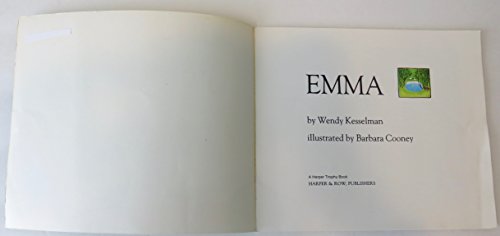 EMMA
by Wendy Kesselman
illustrated by Barbara Cooney
A Harper Trophy Book
HARPER & ROW, PUBLISHERS